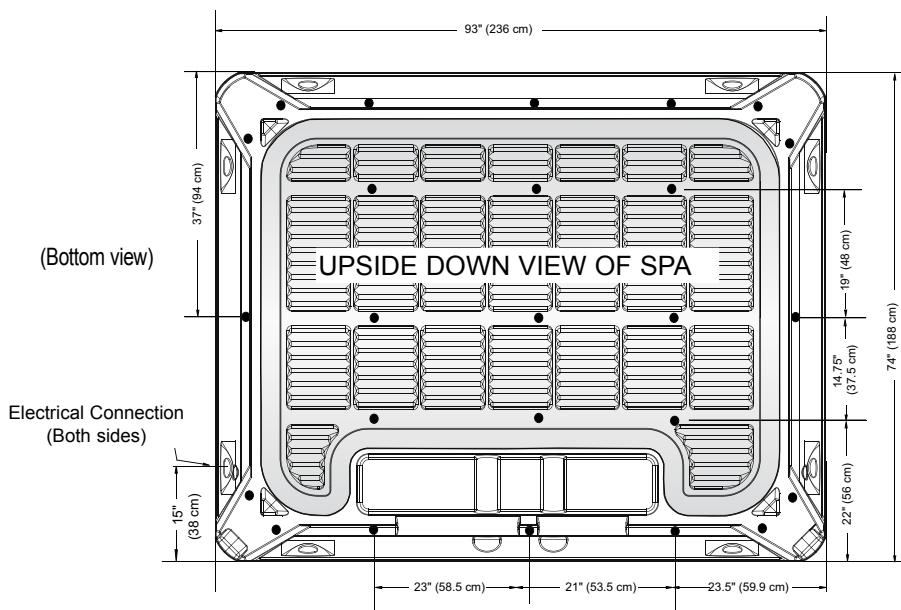 93" (236 cm)
37" (94 cm)
(Bottom view)
UPSIDE DOWN VIEW OF SPA
19" (48 cm)
74" (188 cm)
14.75"
(37.5 cm)
Electrical Connection
(Both sides)
15"
(38 cm)
22" (56 cm)
23" (58.5 cm)
21" (53.5 cm)
23.5" (59.9 cm)